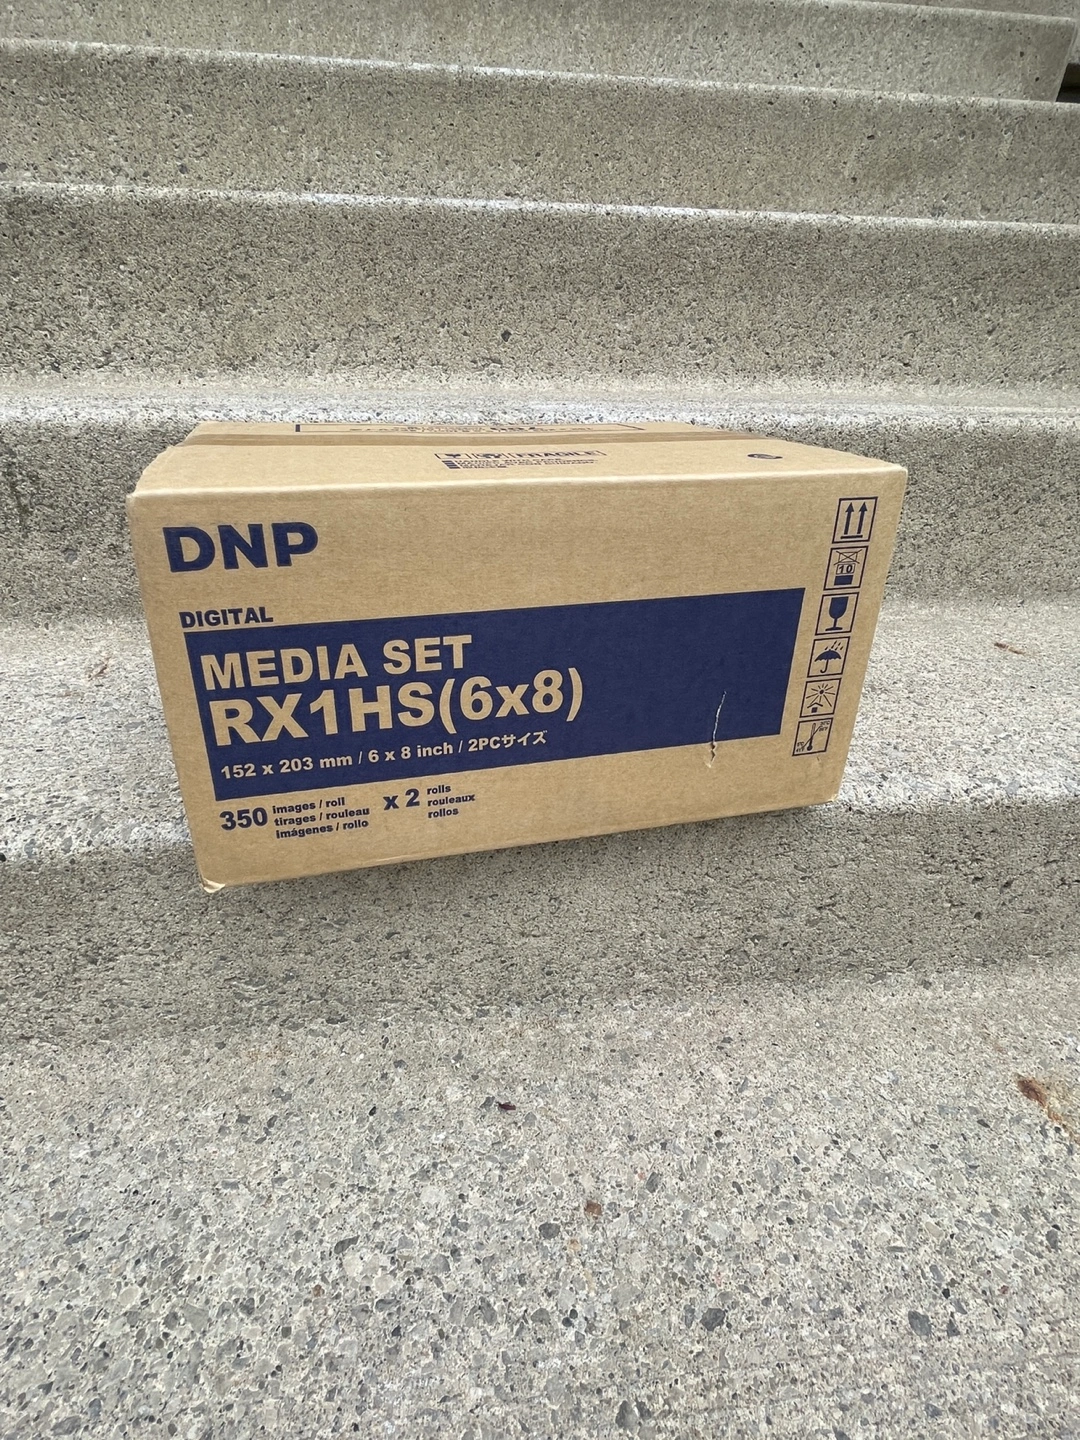 FRAGILE
DNP
DIGITAL
MEDIA SET
RX1HS(6x8)
152 x 203 mm / 6 x 8 inch / 2PCサイズ
350 images / roll x 2 rolls
tirages / rouleau rouleaux
imágenes / rollo rollos
10